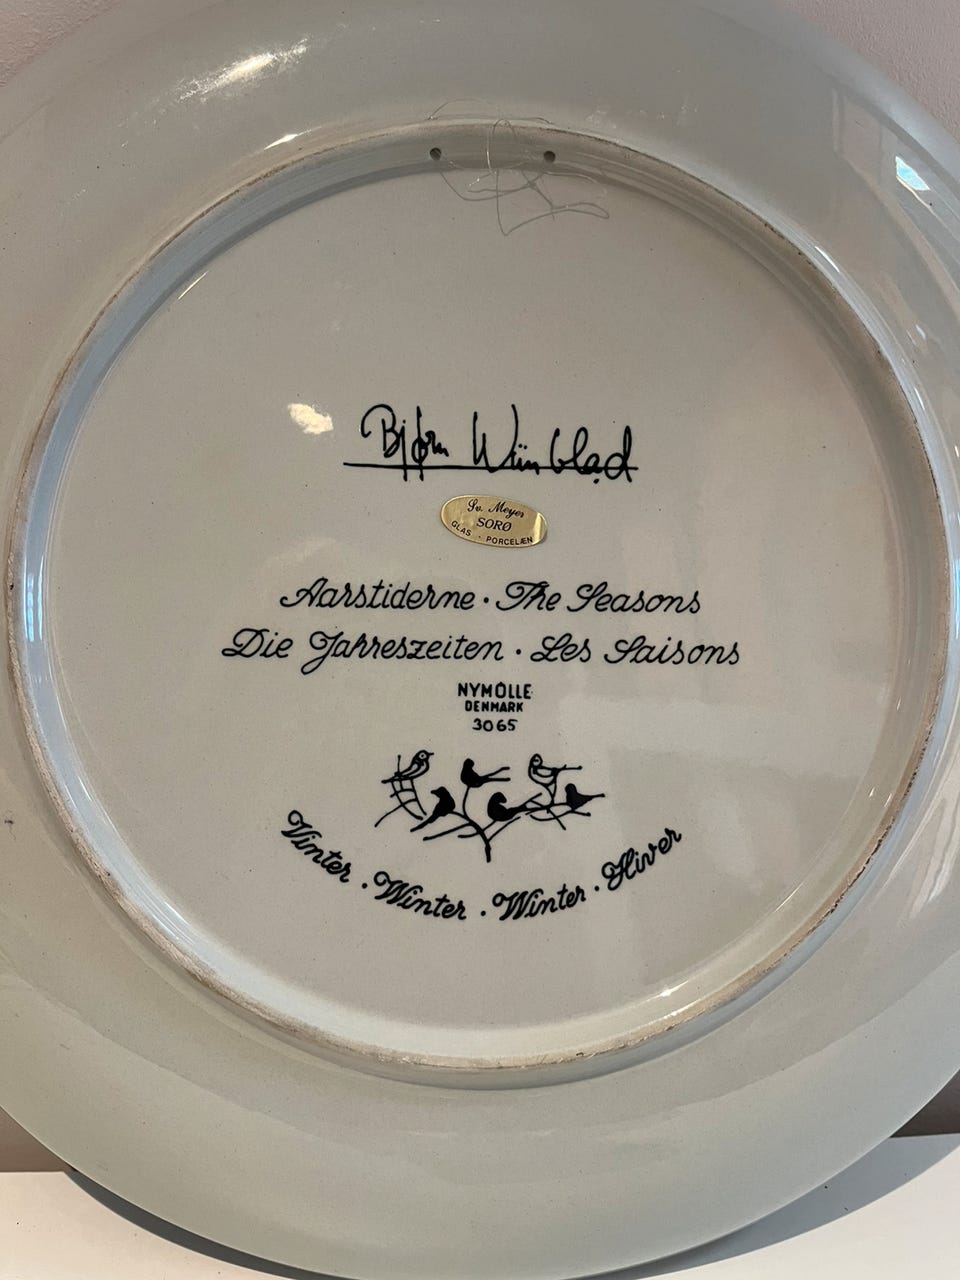 Bjørn Wiinblad
Sv. Meyer
SORØ
GLAS · PORCELÆN
Aarstiderne · The Seasons
Die Jahreszeiten · Les Saisons
NYMÖLLE
DENMARK
3065
Vinter · Winter · Winter · Hiver